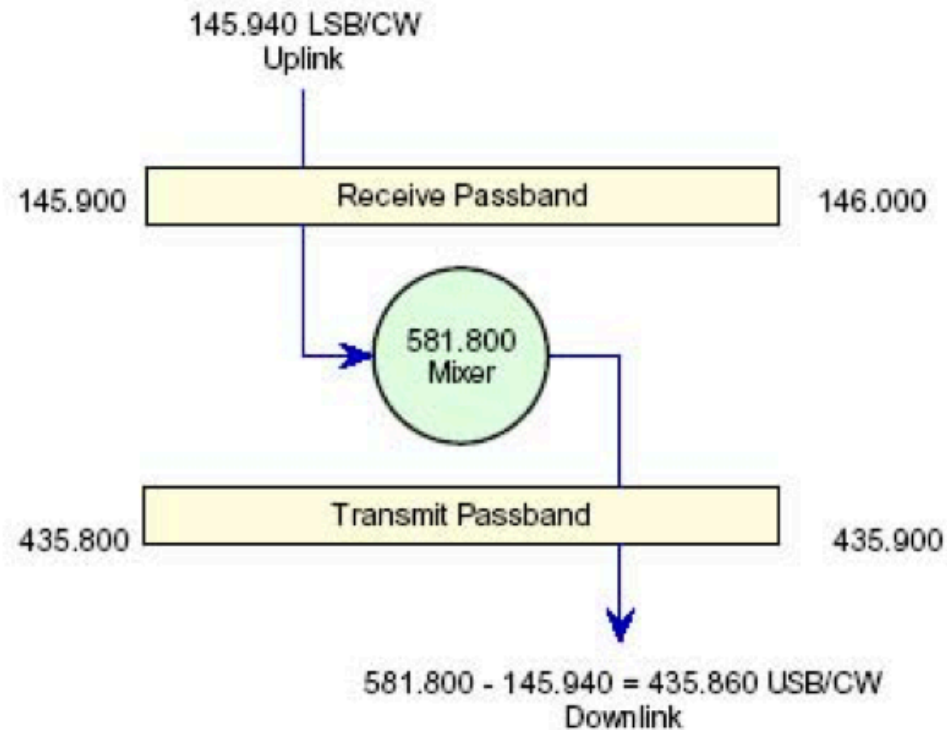 145.940 LSB/CW
Uplink
145.900
Receive Passband
146.000
581.800
Mixer
435.800
Transmit Passband
435.900
581.800 - 145.940 = 435.860 USB/CW
Downlink